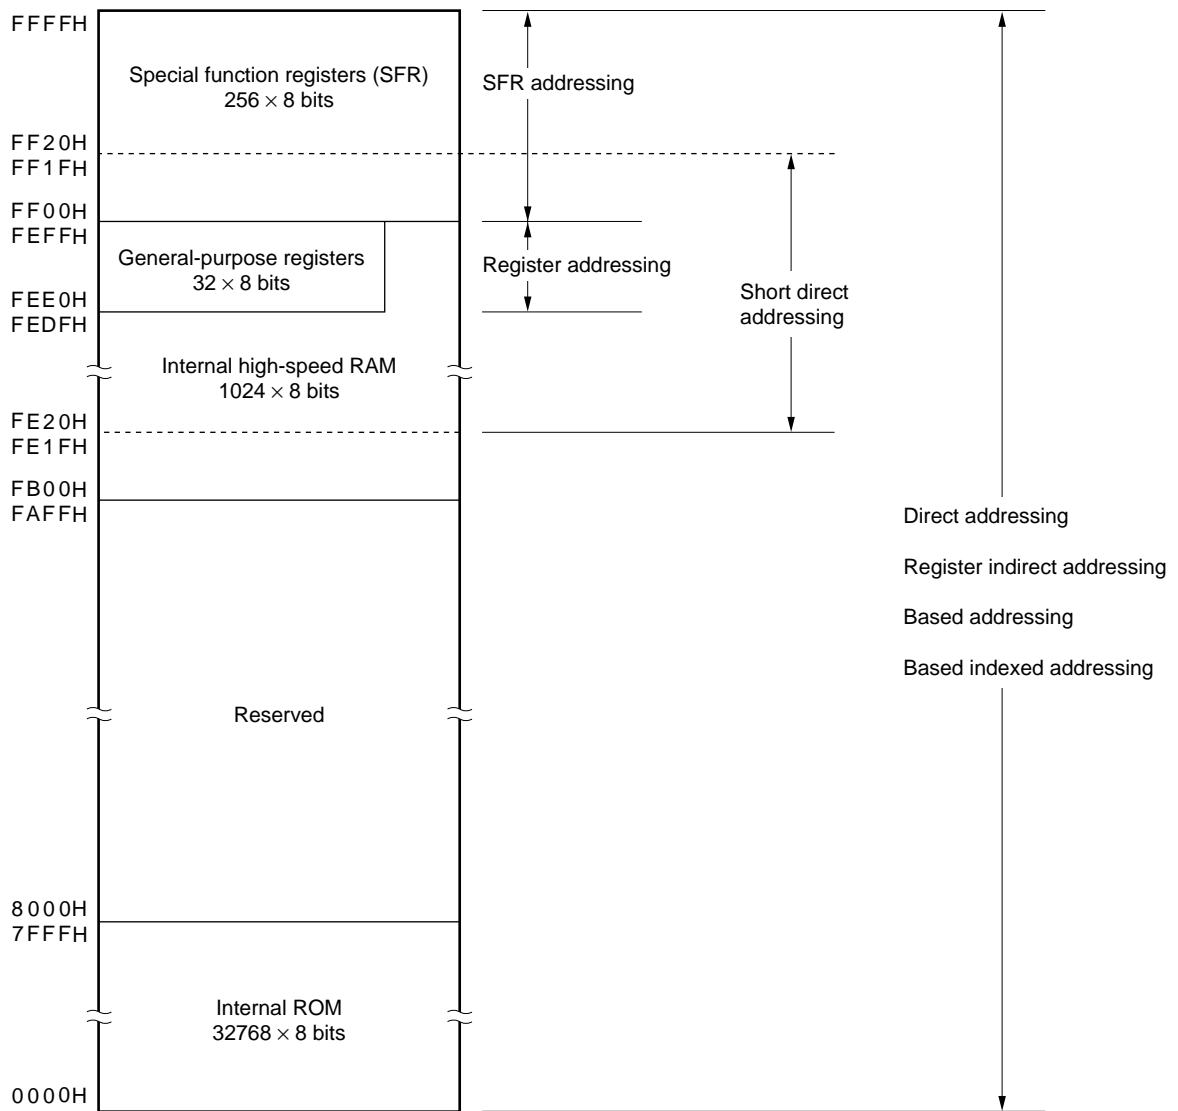 FFFFH
Special function registers (SFR)
256 × 8 bits
SFR addressing
FF20H
FF1FH
FF00H
FEFFH
General-purpose registers
32 × 8 bits
Register addressing
FEE0H
FEDFH
Short direct
addressing
Internal high-speed RAM
1024 × 8 bits
FE20H
FE1FH
FB00H
FAFFH
Direct addressing
Register indirect addressing
Based addressing
Based indexed addressing
Reserved
8000H
7FFFH
Internal ROM
32768 × 8 bits
0000H